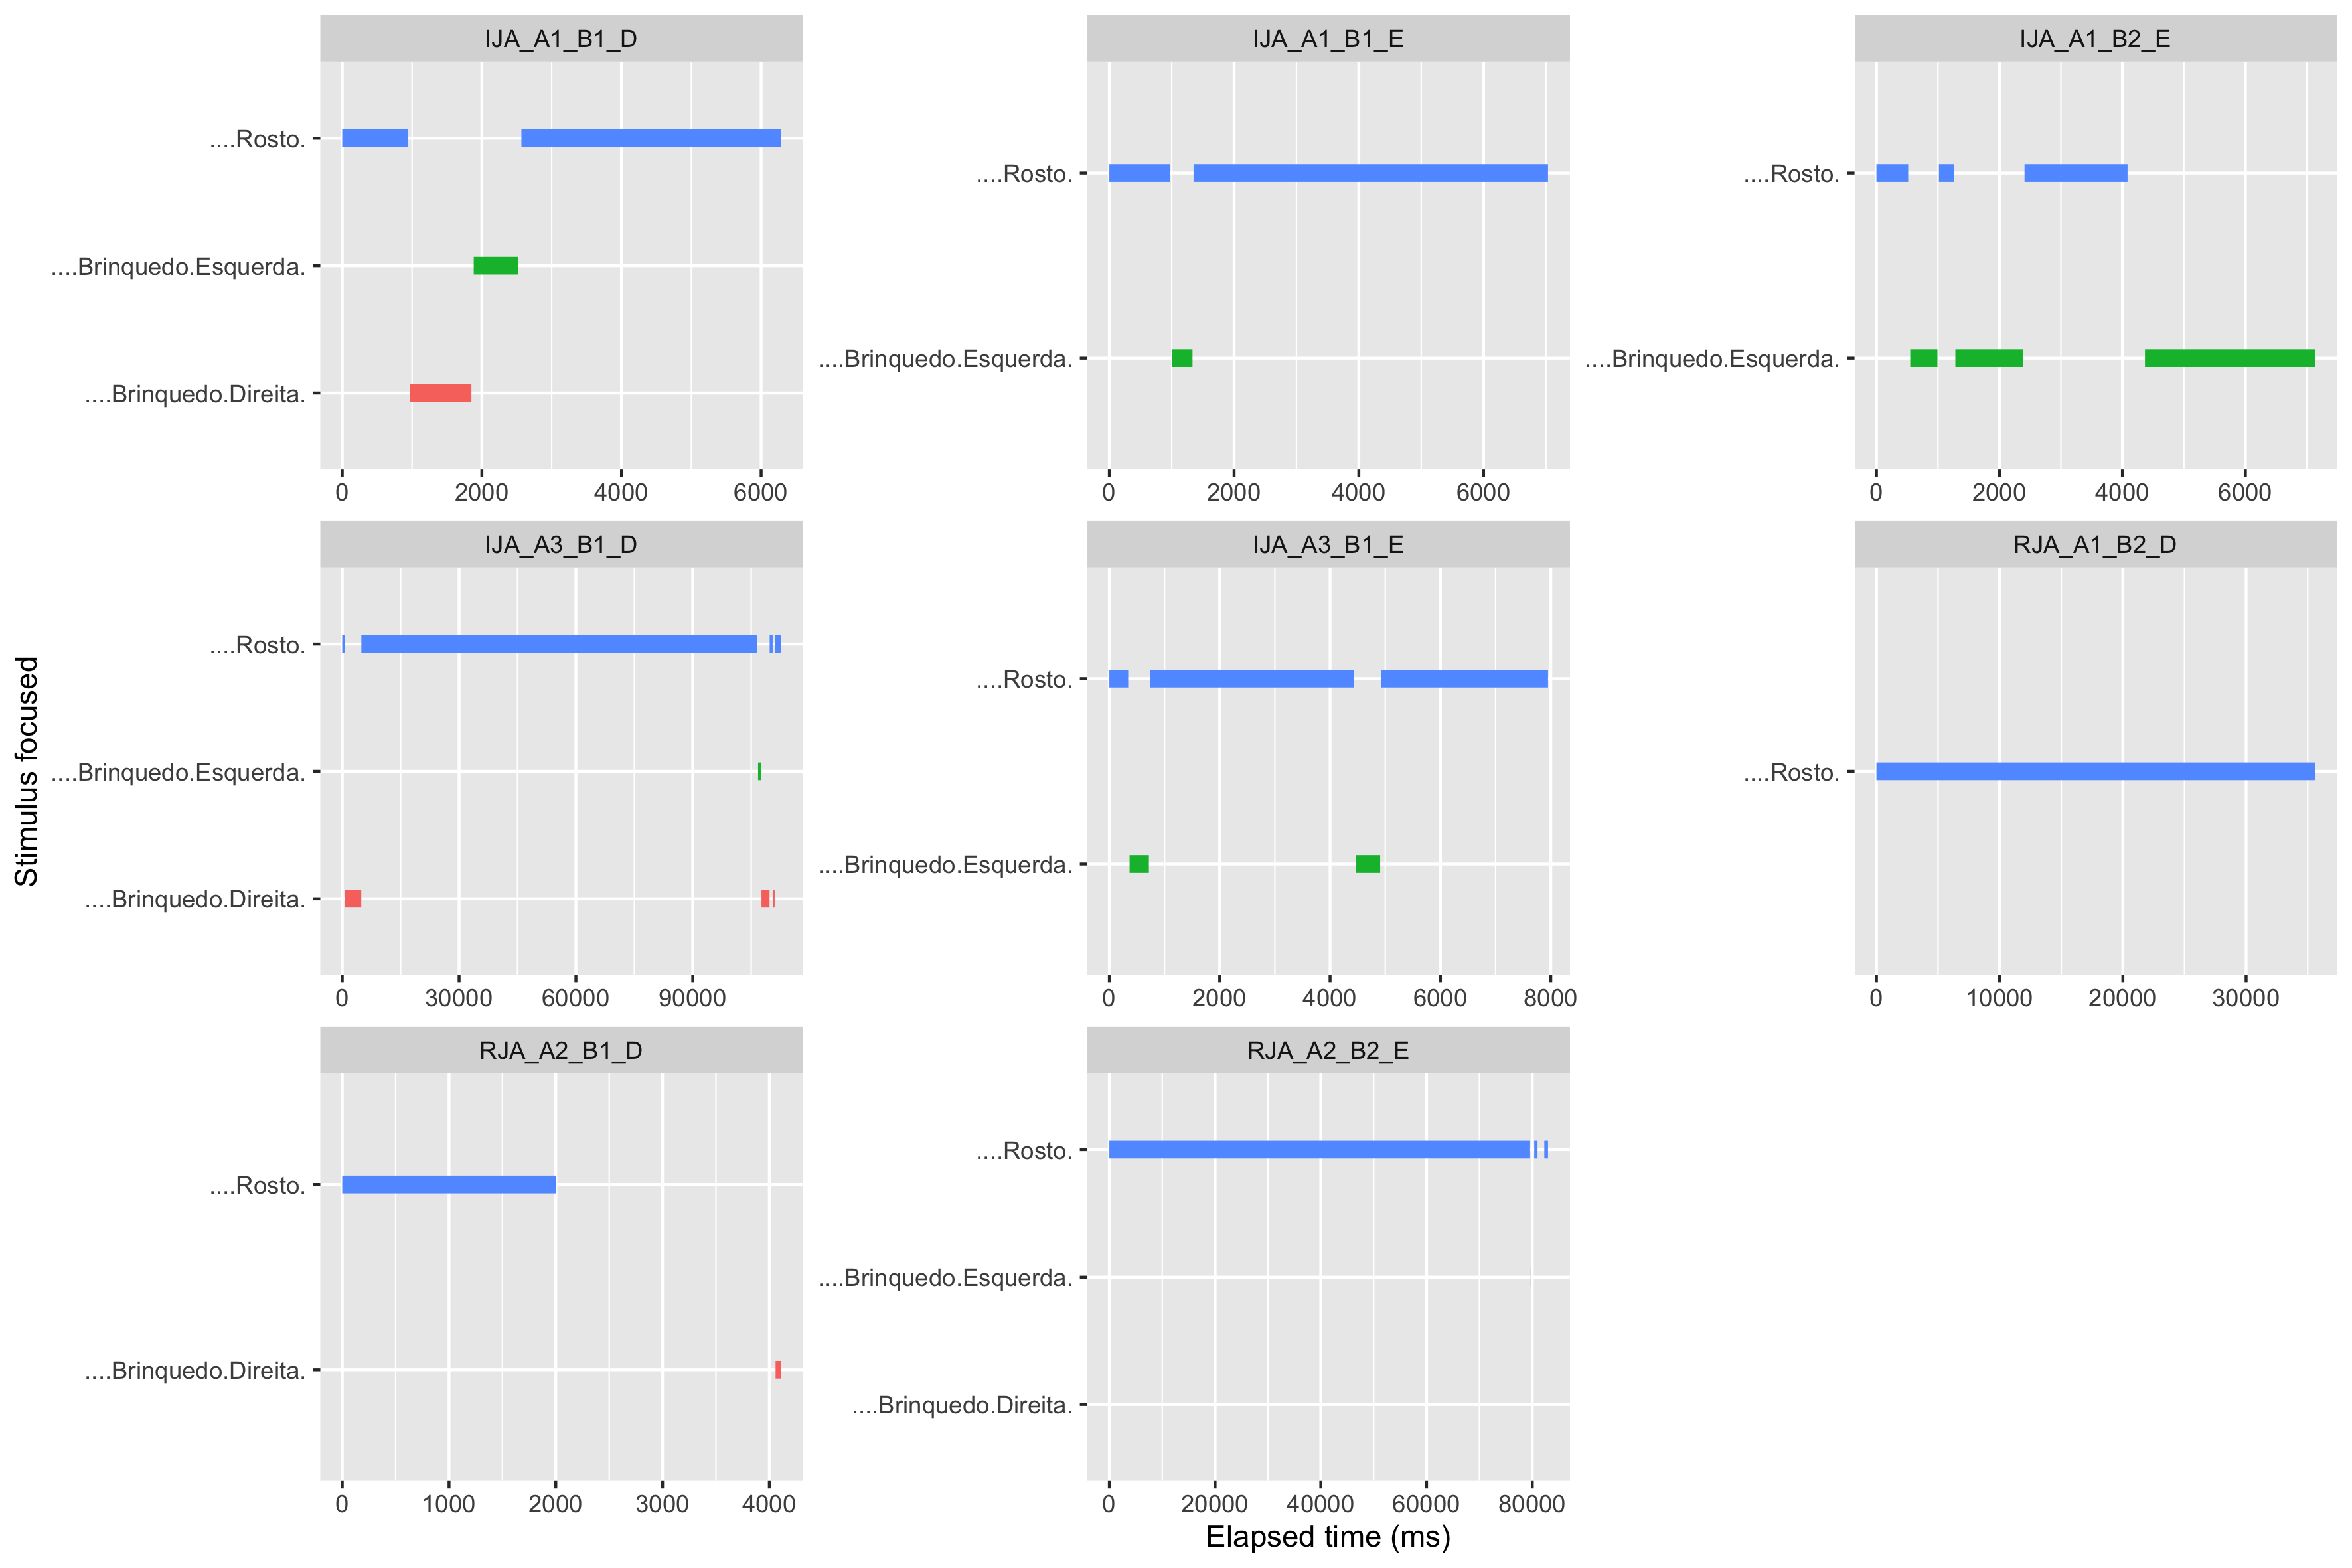 IJA_A1_B1_D
IJA_A1_B1_E
IJA_A1_B2_E
....Rosto.
....Brinquedo.Esquerda.
....Brinquedo.Direita.
0 2000 4000 6000
....Rosto.
....Brinquedo.Esquerda.
0 2000 4000 6000
....Rosto.
....Brinquedo.Esquerda.
0 2000 4000 6000
IJA_A3_B1_D
IJA_A3_B1_E
RJA_A1_B2_D
Stimulus focused
....Rosto.
....Brinquedo.Esquerda.
....Brinquedo.Direita.
0 30000 60000 90000
....Rosto.
....Brinquedo.Esquerda.
0 2000 4000 6000 8000
....Rosto.
0 10000 20000 30000
RJA_A2_B1_D
RJA_A2_B2_E
....Rosto.
....Brinquedo.Direita.
0 1000 2000 3000 4000
....Rosto.
....Brinquedo.Esquerda.
....Brinquedo.Direita.
0 20000 40000 60000 80000
Elapsed time (ms)